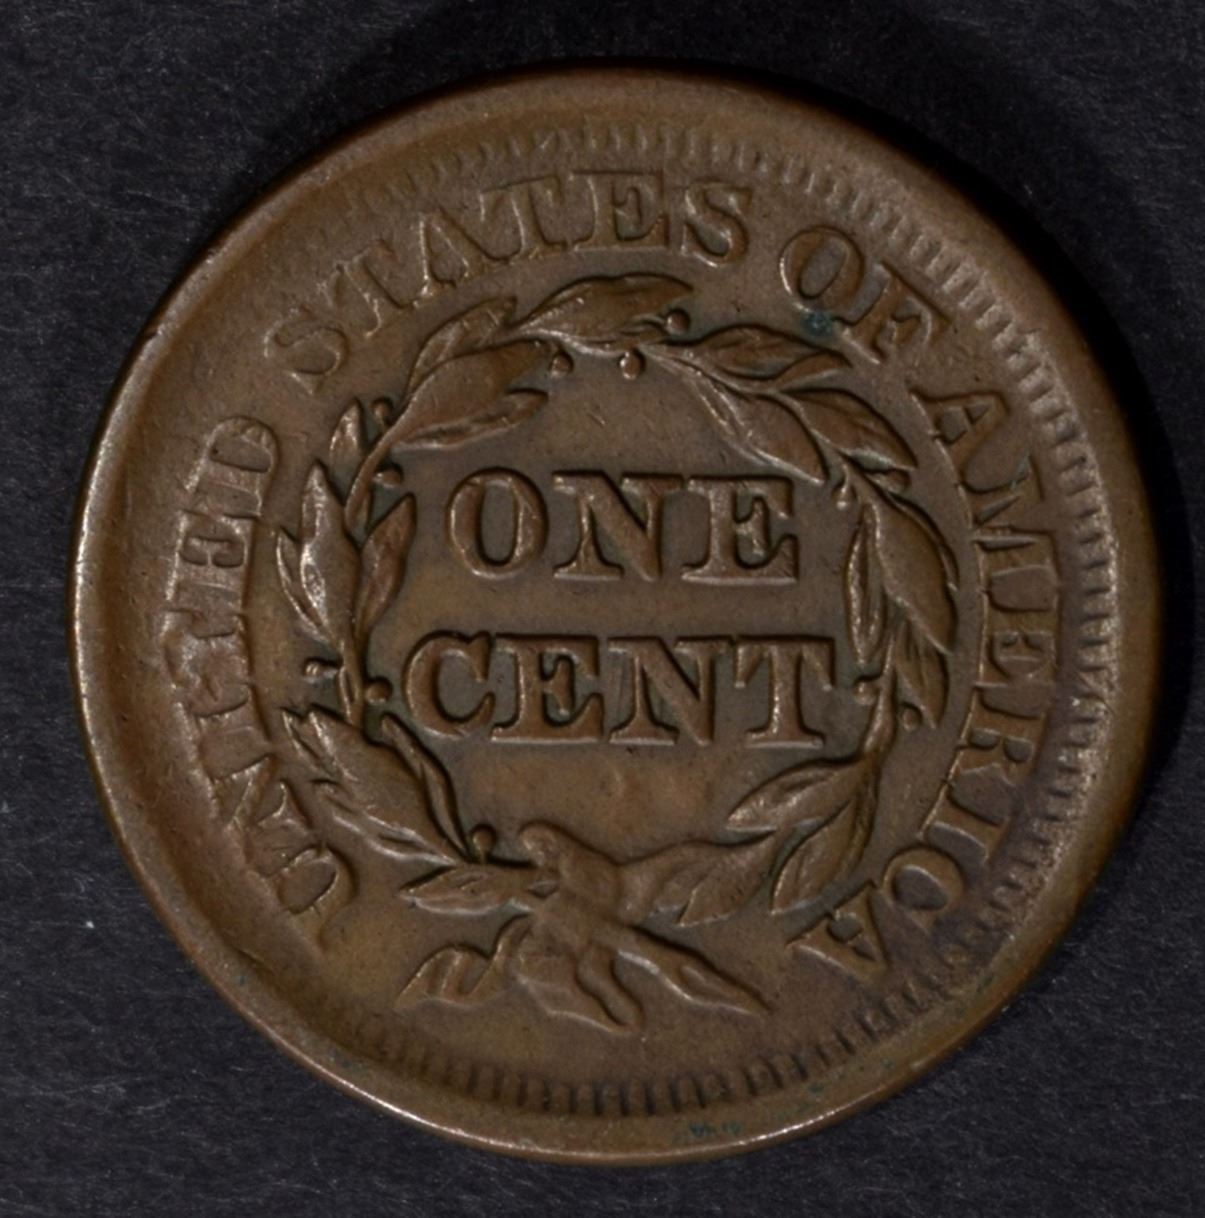 UNITED STATES OF AMERICA
ONE
CENT